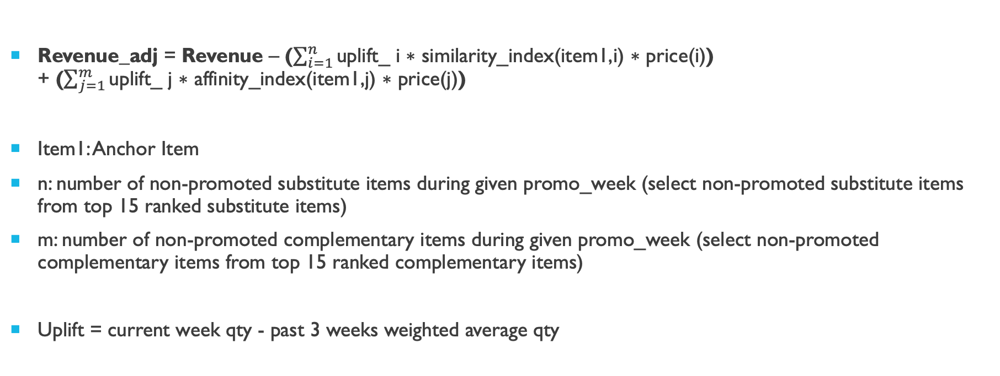 Revenue_adj = Revenue – (∑ⁿᵢ₌₁ uplift_ i * similarity_index(item1,i) * price(i))
+ (∑ᵐⱼ₌₁ uplift_ j * affinity_index(item1,j) * price(j))
Item1: Anchor Item
n: number of non-promoted substitute items during given promo_week (select non-promoted substitute items
from top 15 ranked substitute items)
m: number of non-promoted complementary items during given promo_week (select non-promoted
complementary items from top 15 ranked complementary items)
Uplift = current week qty - past 3 weeks weighted average qty